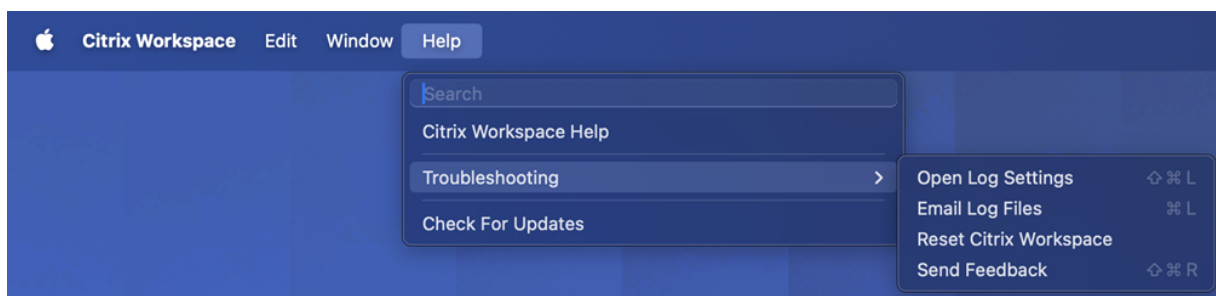 Citrix Workspace Edit Window Help
Search
Citrix Workspace Help
Troubleshooting
Open Log Settings ⇧⌘L
Email Log Files ⌘L
Check For Updates
Reset Citrix Workspace
Send Feedback ⇧⌘R